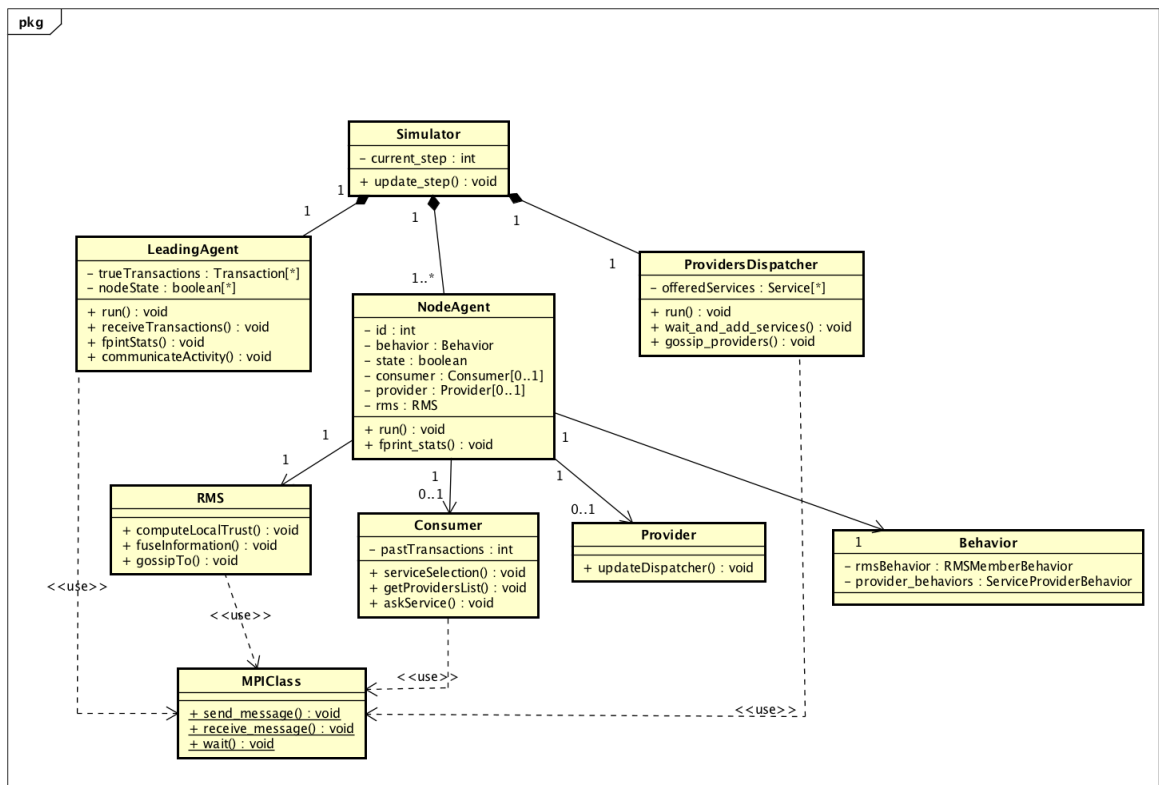 pkg
Simulator
– current_step : int
+ update_step() : void
1
1
1
1
1
1..*
LeadingAgent
– trueTransactions : Transaction[*]
– nodeState : boolean[*]
+ run() : void
+ receiveTransactions() : void
+ fpintStats() : void
+ communicateActivity() : void
NodeAgent
– id : int
– behavior : Behavior
– state : boolean
– consumer : Consumer[0..1]
– provider : Provider[0..1]
– rms : RMS
+ run() : void
+ fprint_stats() : void
ProvidersDispatcher
– offeredServices : Service[*]
+ run() : void
+ wait_and_add_services() : void
+ gossip_providers() : void
1
1
1
0..1
1
0..1
1
1
RMS
+ computeLocalTrust() : void
+ fuseInformation() : void
+ gossipTo() : void
Consumer
– pastTransactions : int
+ serviceSelection() : void
+ getProvidersList() : void
+ askService() : void
Provider
+ updateDispatcher() : void
Behavior
– rmsBehavior : RMSMemberBehavior
– provider_behaviors : ServiceProviderBehavior
<<use>>
<<use>>
<<use>>
<<use>>
MPIClass
+ send_message() : void
+ receive_message() : void
+ wait() : void